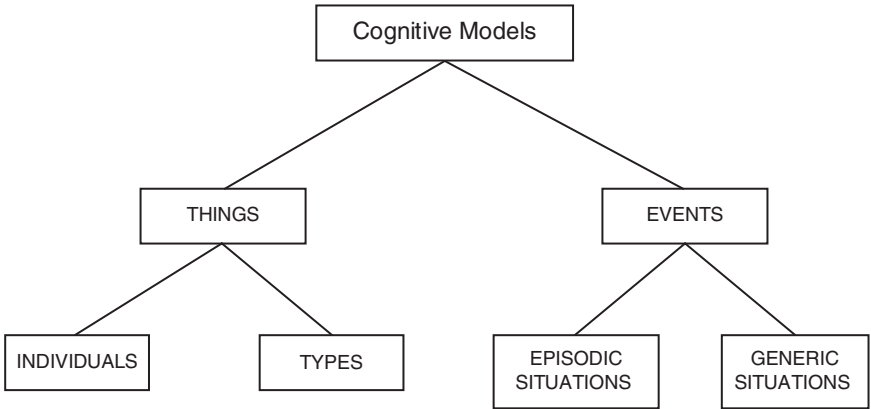 Cognitive Models
THINGS
EVENTS
INDIVIDUALS
TYPES
EPISODIC
SITUATIONS
GENERIC
SITUATIONS